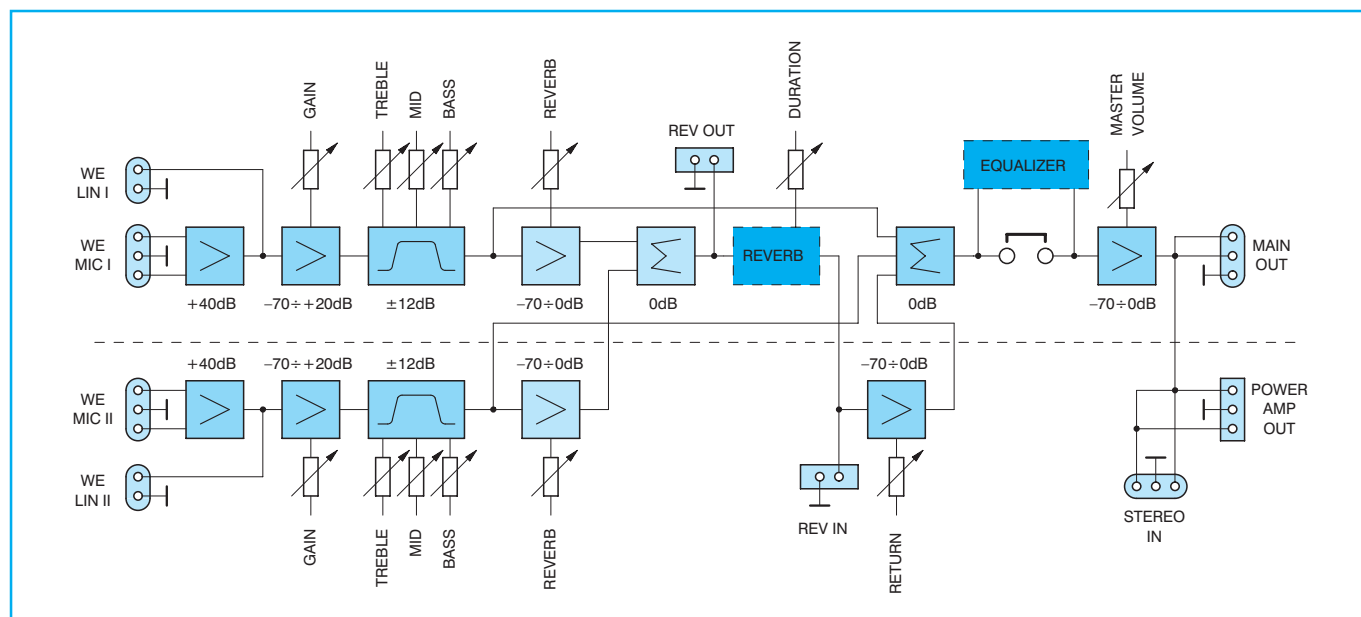 GAIN
TREBLE
MID
BASS
REVERB
DURATION
MASTER
VOLUME
REV OUT
EQUALIZER
WE
LIN I
WE
MIC I
REVERB
MAIN
OUT
+40dB
–70÷+20dB
±12dB
–70÷0dB
0dB
0dB
–70÷0dB
+40dB
–70÷+20dB
±12dB
–70÷0dB
–70÷0dB
WE
MIC II
POWER
AMP
OUT
WE
LIN II
REV IN
STEREO
IN
GAIN
TREBLE
MID
BASS
REVERB
RETURN